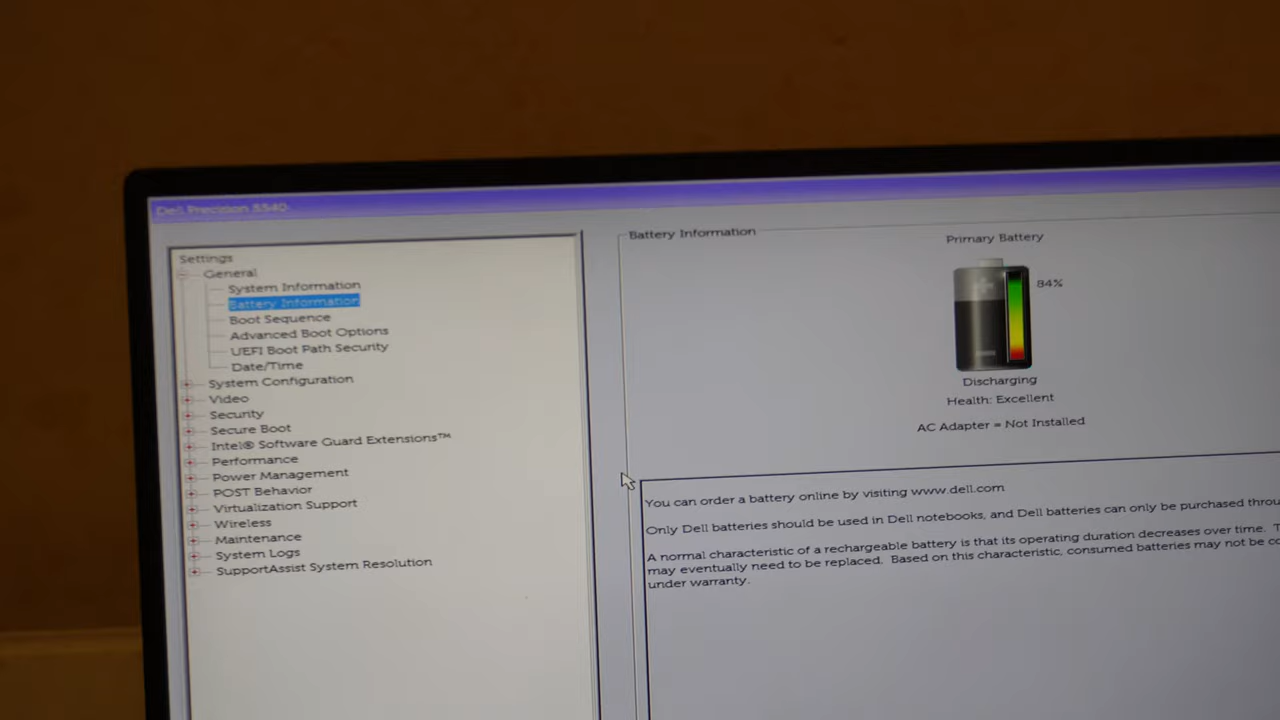 Dell Precision 5540
Settings
General
System Information
Battery Information
Boot Sequence
Advanced Boot Options
UEFI Boot Path Security
Date/Time
System Configuration
Video
Security
Secure Boot
Intel® Software Guard Extensions™
Performance
Power Management
POST Behavior
Virtualization Support
Wireless
Maintenance
System Logs
SupportAssist System Resolution
Battery Information
Primary Battery
84%
Discharging
Health: Excellent
AC Adapter = Not Installed
You can order a battery online by visiting www.dell.com
Only Dell batteries should be used in Dell notebooks, and Dell batteries can only be purchased
A normal characteristic of a rechargeable battery is that its operating duration decreases over time.
may eventually need to be replaced. Based on this characteristic, consumed batteries may not be
under warranty.